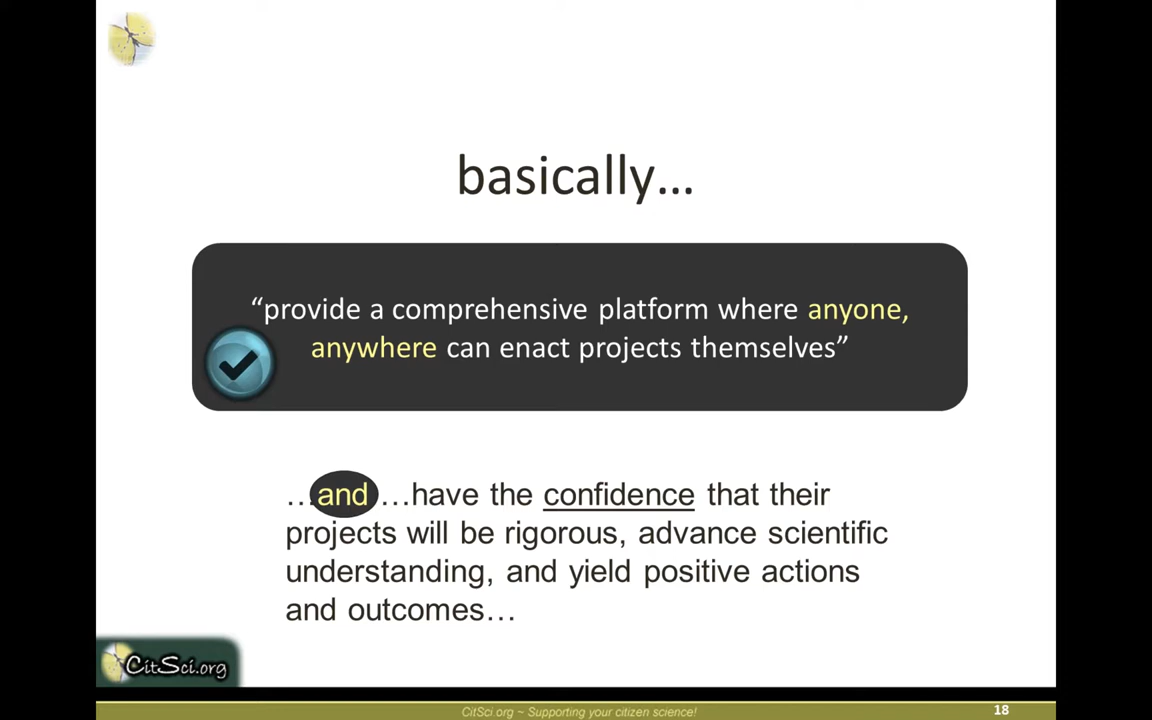 basically…
“provide a comprehensive platform where anyone,
anywhere can enact projects themselves”
…and …have the confidence that their
projects will be rigorous, advance scientific
understanding, and yield positive actions
and outcomes…
CitSci.org
CitSci.org ~ Supporting your citizen science!
18